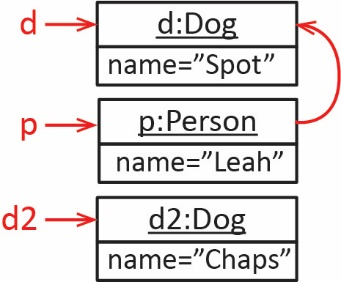 d
d:Dog
name=”Spot”
p
p:Person
name=”Leah”
d2
d2:Dog
name=”Chaps”